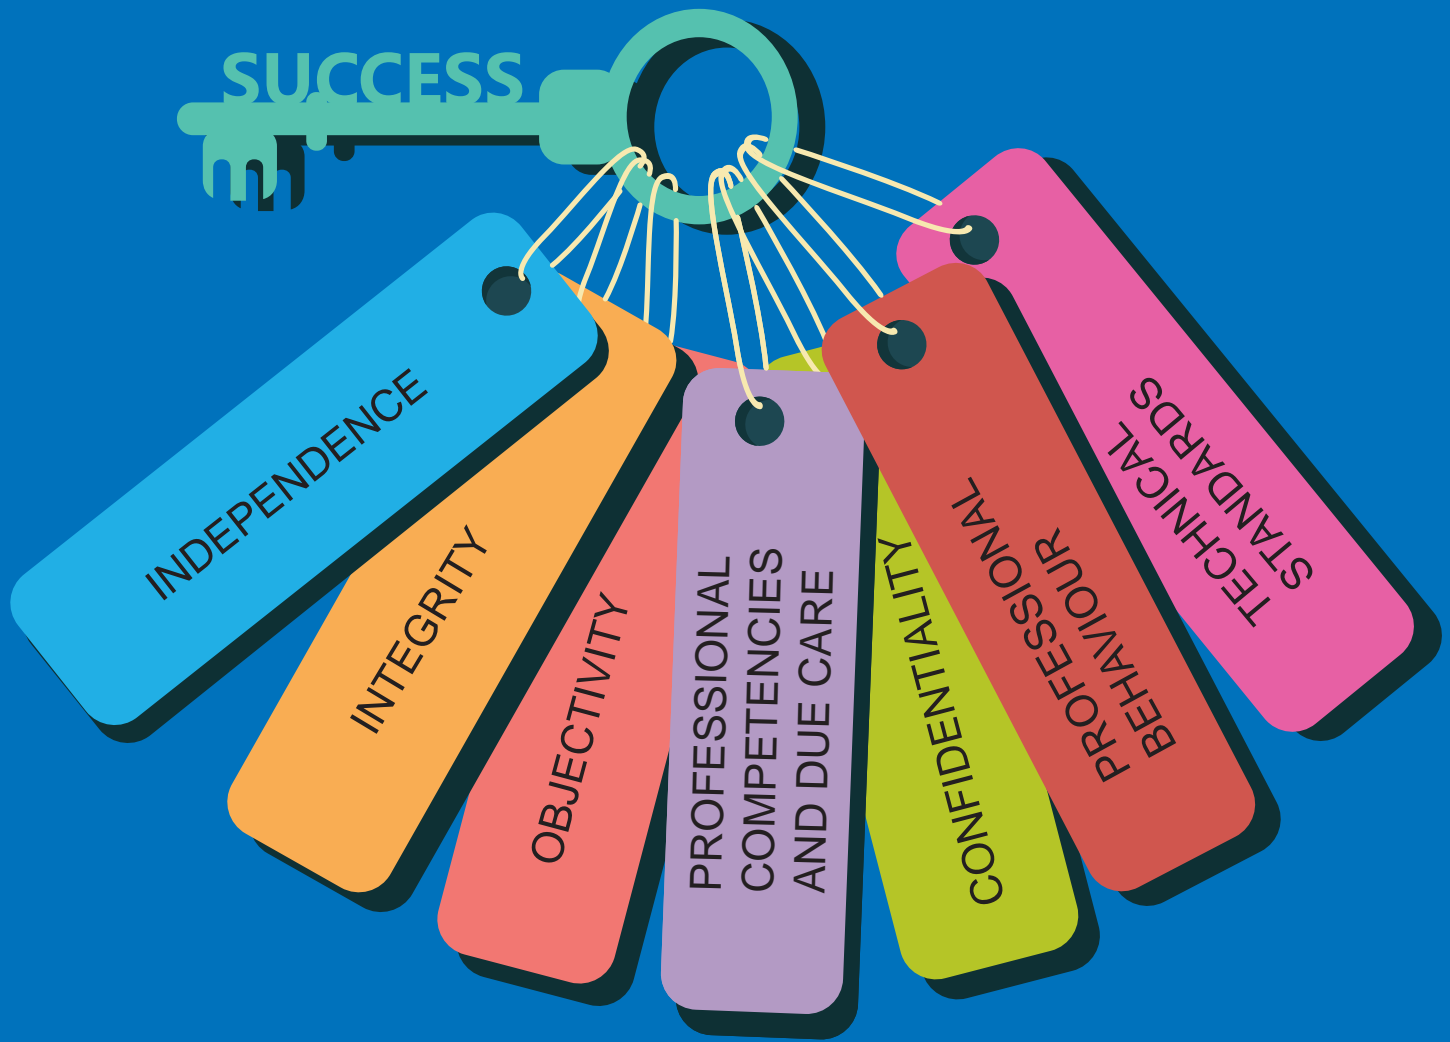 SUCCESS
INDEPENDENCE
INTEGRITY
OBJECTIVITY
PROFESSIONAL
COMPETENCIES
AND DUE CARE
CONFIDENTIALITY
PROFESSIONAL
BEHAVIOUR
TECHNICAL
STANDARDS